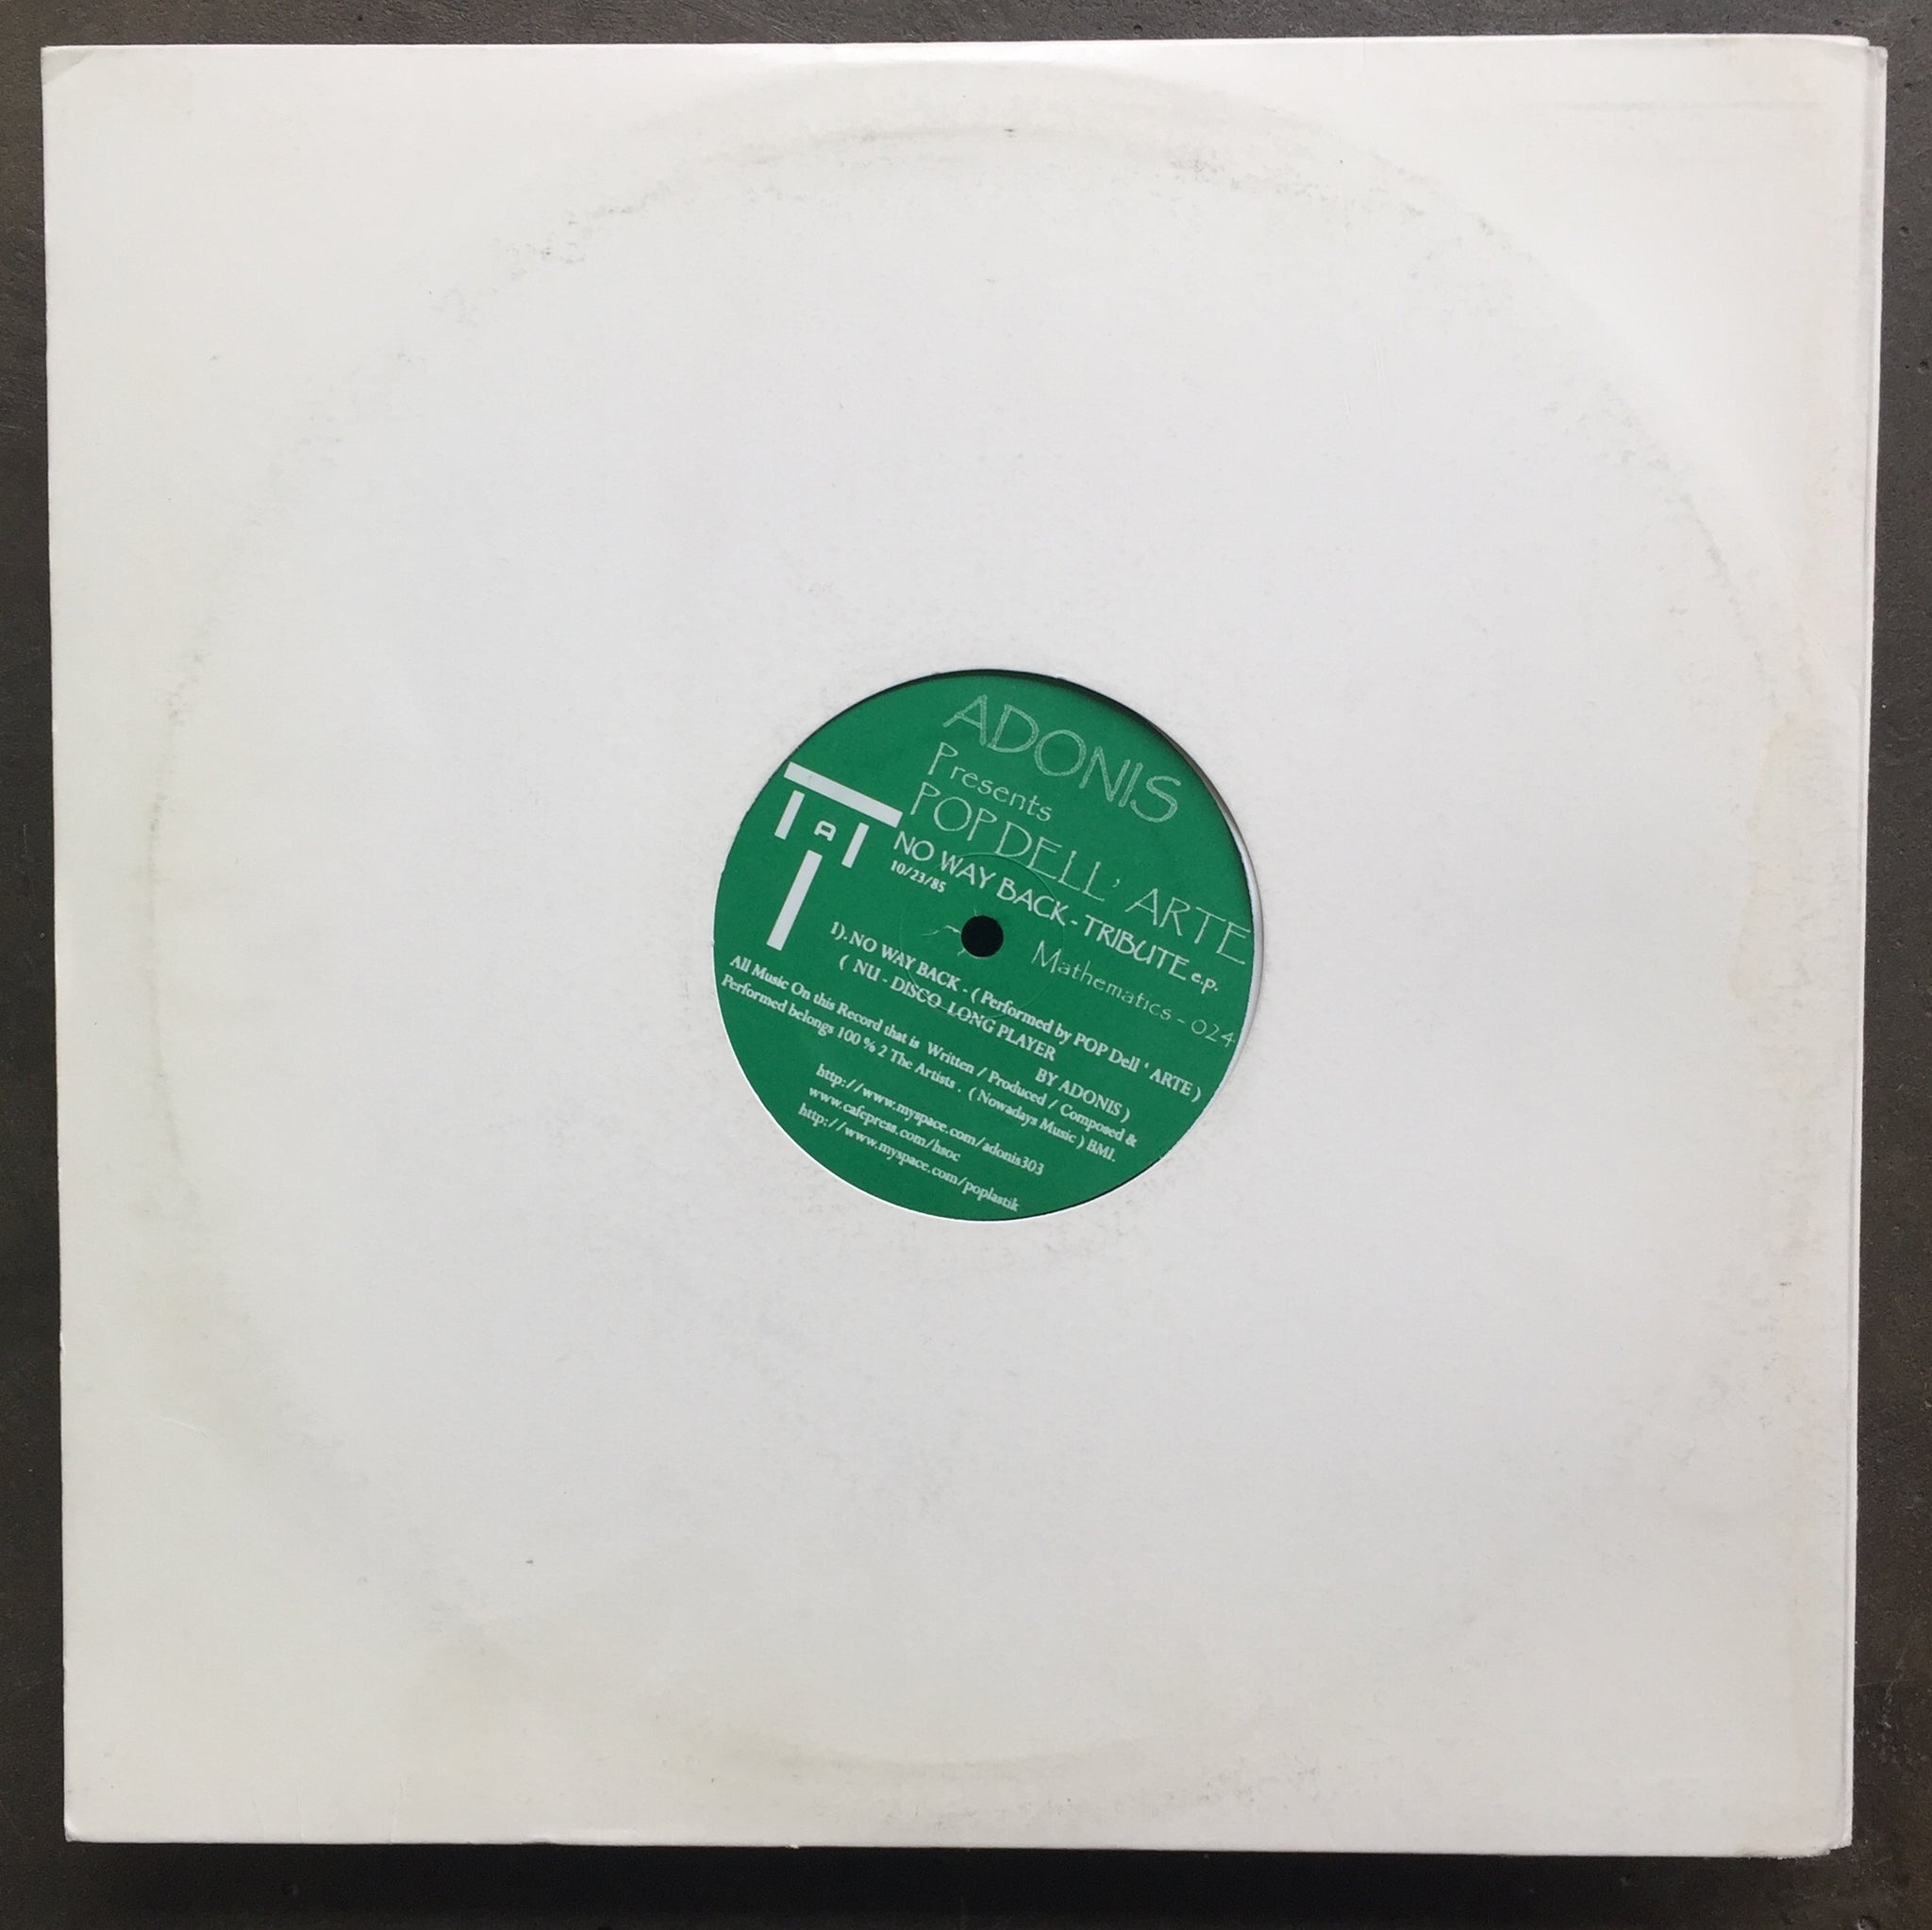 ADONIS
Presents
POP DELL' ARTE
NO WAY BACK - TRIBUTE e.p.
10/23/85
A
Mathematics - 024
1). NO WAY BACK - ( Performed by POP Dell ' ARTE )
( NU - DISCO LONG PLAYER
BY ADONIS )
All Music On this Record that is Written / Produced / Composed &
Performed belongs 100 % 2 The Artists . ( Nowadays Music ) BMI.
http://www.myspace.com/adonis303
www.cafepress.com/hsoc
http://www.myspace.com/poplastik